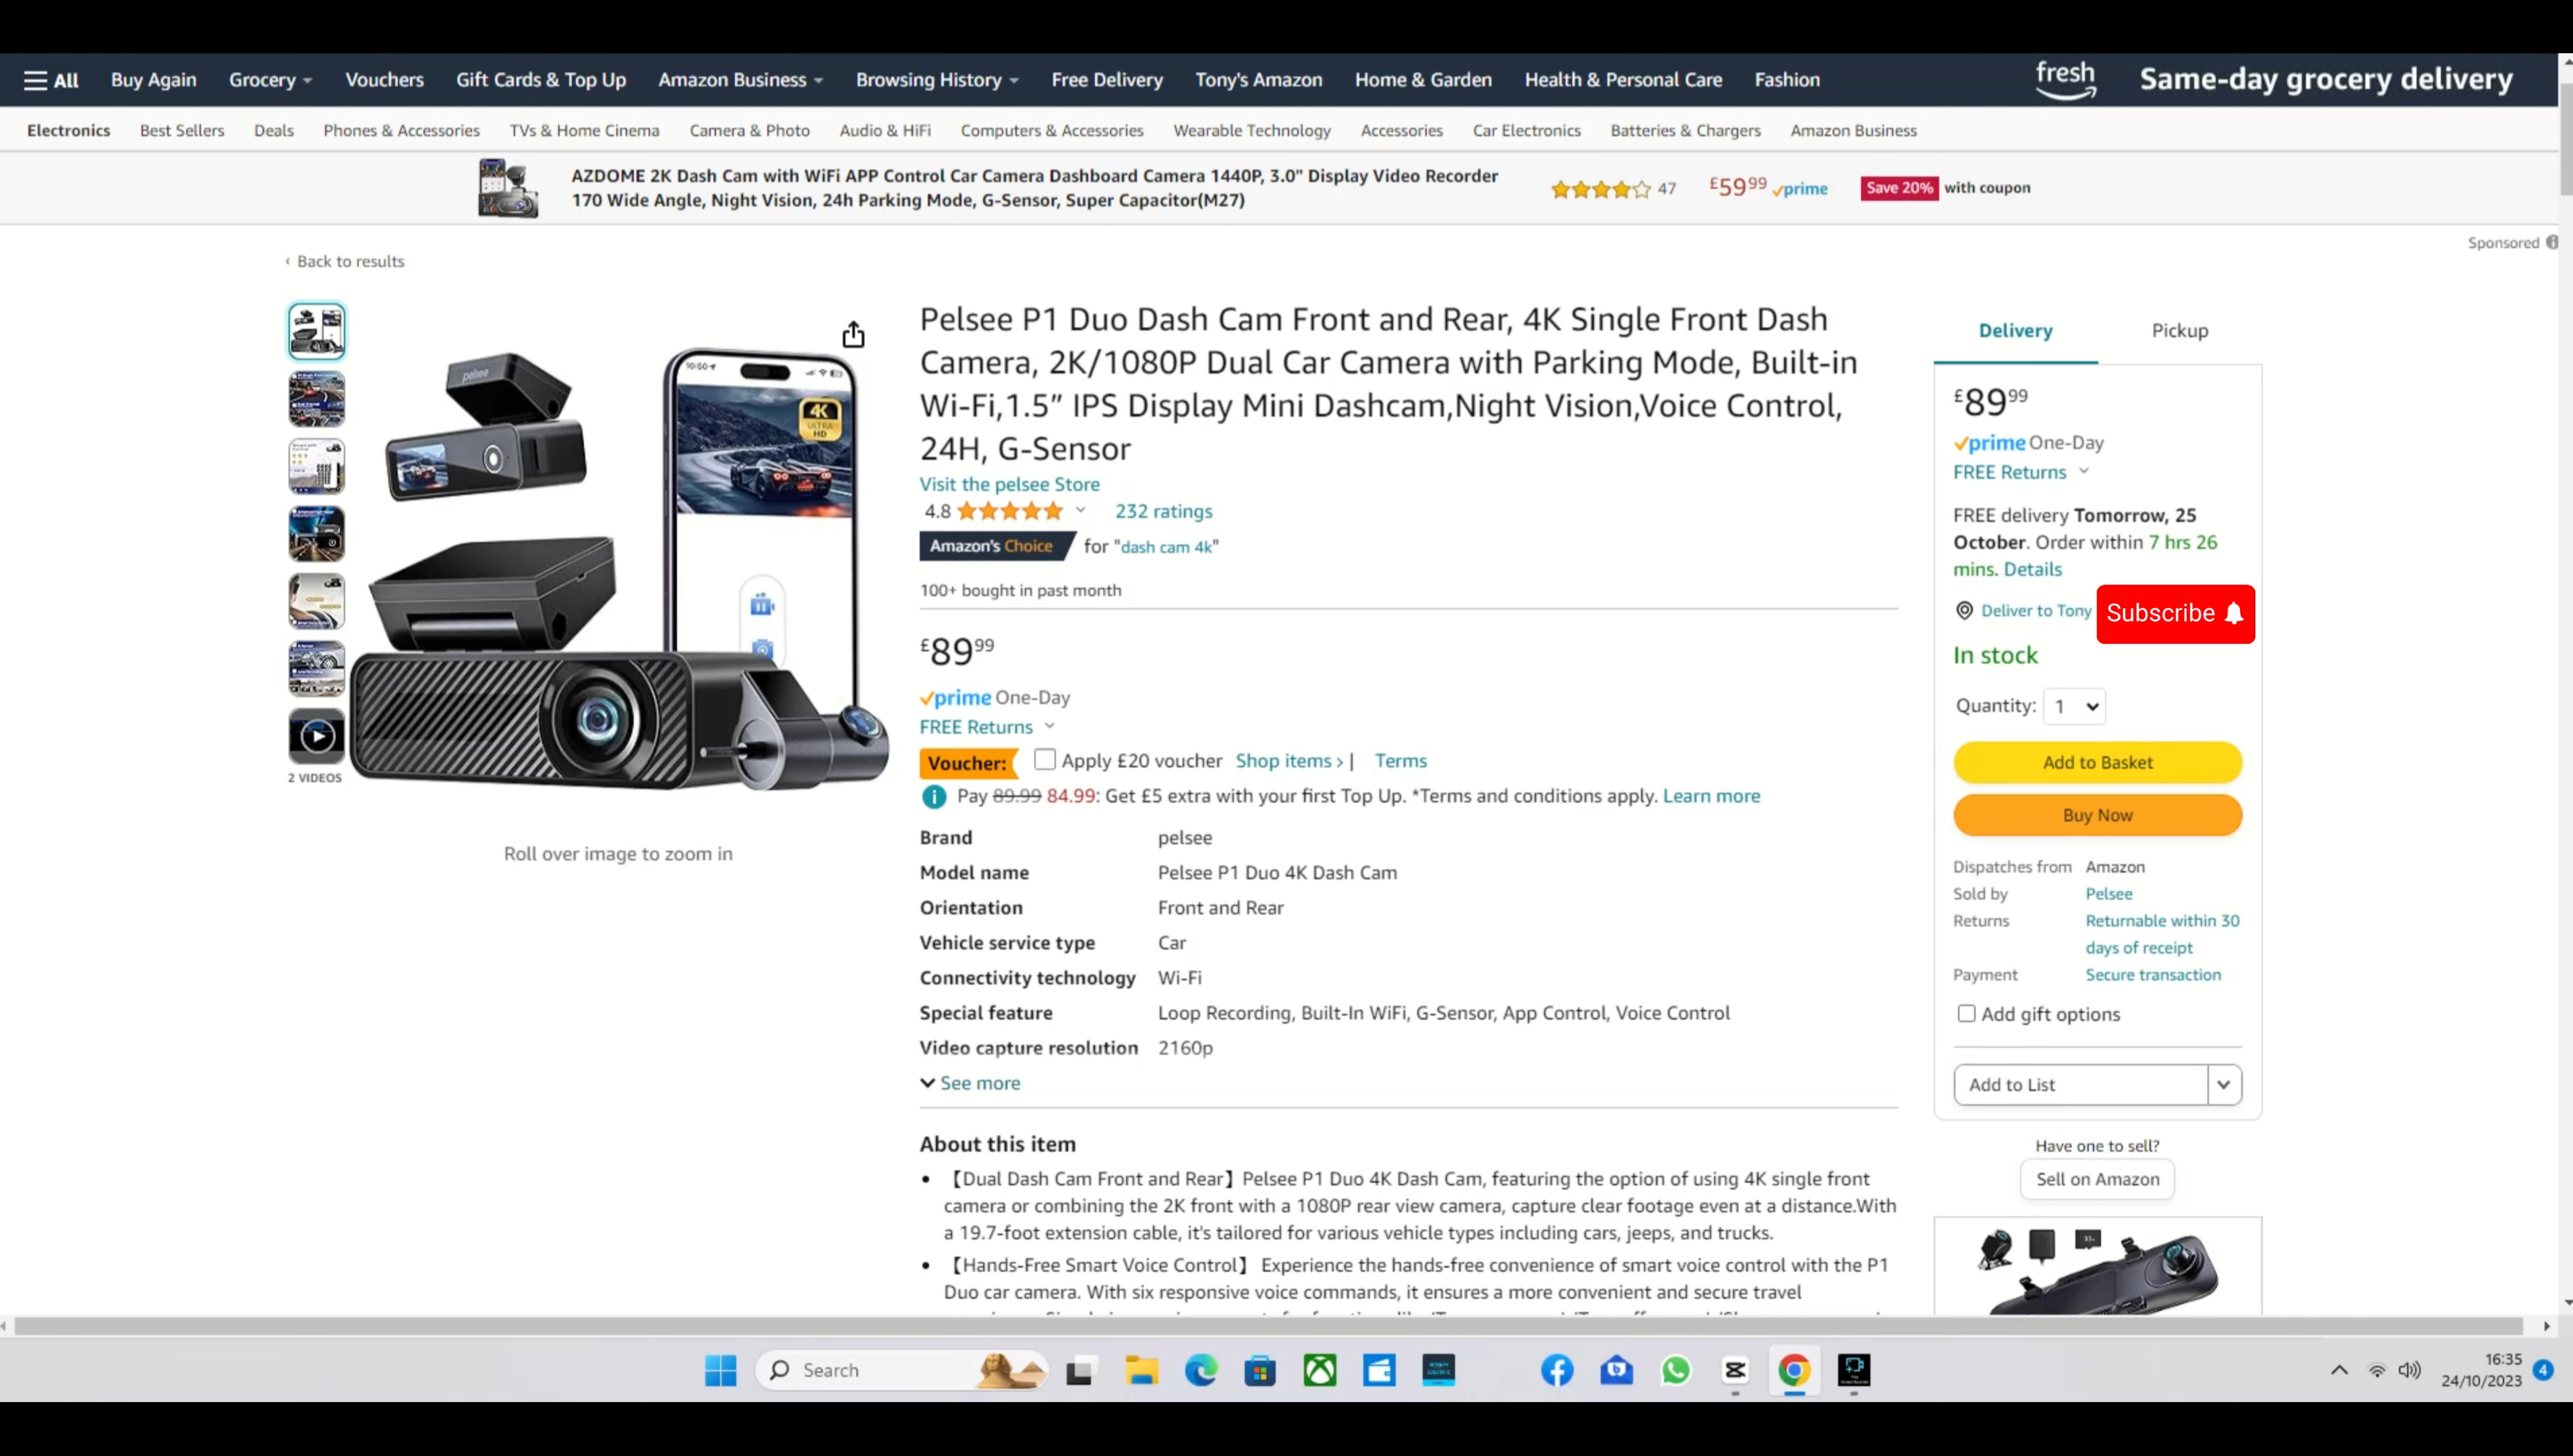 All Buy Again Grocery Vouchers Gift Cards & Top Up Amazon Business Browsing History Free Delivery Tony's Amazon Home & Garden Health & Personal Care Fashion fresh Same-day grocery delivery
Electronics Best Sellers Deals Phones & Accessories TVs & Home Cinema Camera & Photo Audio & HiFi Computers & Accessories Wearable Technology Accessories Car Electronics Batteries & Chargers Amazon Business
AZDOME 2K Dash Cam with WiFi APP Control Car Camera Dashboard Camera 1440P, 3.0" Display Video Recorder
170 Wide Angle, Night Vision, 24h Parking Mode, G-Sensor, Super Capacitor(M27)
47 £59⁹⁹ prime Save 20% with coupon
Sponsored
‹ Back to results
2 VIDEOS
pelsee
10:50
4K
ULTRA
HD
Roll over image to zoom in
Pelsee P1 Duo Dash Cam Front and Rear, 4K Single Front Dash
Camera, 2K/1080P Dual Car Camera with Parking Mode, Built-in
Wi-Fi,1.5” IPS Display Mini Dashcam,Night Vision,Voice Control,
24H, G-Sensor
Visit the pelsee Store
4.8 232 ratings
Amazon's Choice for "dash cam 4k"
100+ bought in past month
£89⁹⁹
prime One-Day
FREE Returns
Voucher: Apply £20 voucher Shop items › | Terms
Pay 89.99 84.99: Get £5 extra with your first Top Up. *Terms and conditions apply. Learn more
Brand pelsee
Model name Pelsee P1 Duo 4K Dash Cam
Orientation Front and Rear
Vehicle service type Car
Connectivity technology Wi-Fi
Special feature Loop Recording, Built-In WiFi, G-Sensor, App Control, Voice Control
Video capture resolution 2160p
See more
About this item
• 【Dual Dash Cam Front and Rear】Pelsee P1 Duo 4K Dash Cam, featuring the option of using 4K single front
camera or combining the 2K front with a 1080P rear view camera, capture clear footage even at a distance.With
a 19.7-foot extension cable, it's tailored for various vehicle types including cars, jeeps, and trucks.
• 【Hands-Free Smart Voice Control】 Experience the hands-free convenience of smart voice control with the P1
Duo car camera. With six responsive voice commands, it ensures a more convenient and secure travel
Delivery Pickup
£89⁹⁹
prime One-Day
FREE Returns
FREE delivery Tomorrow, 25
October. Order within 7 hrs 26
mins. Details
Deliver to Tony
Subscribe
In stock
Quantity: 1
Add to Basket
Buy Now
Dispatches from Amazon
Sold by Pelsee
Returns Returnable within 30
days of receipt
Payment Secure transaction
Add gift options
Add to List
Have one to sell?
Sell on Amazon
Search
16:35
24/10/2023
4